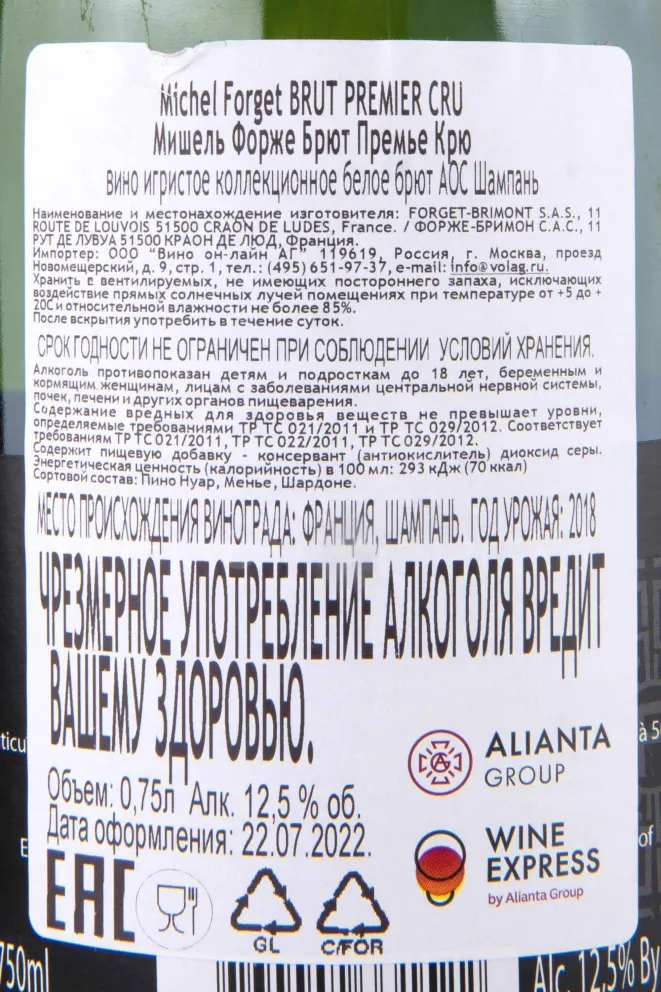 Michel Forget BRUT PREMIER CRU
Мишель Форже Брют Премье Крю
вино игристое коллекционное белое брют АОС Шампань
Наименование и местонахождение изготовителя: FORGET-BRIMONT S.A.S., 11
ROUTE DE LOUVOIS 51500 CRAON DE LUDES, France. / ФОРЖЕ-БРИМОН С.А.С., 11
РУТ ДЕ ЛУВУА 51500 КРАОН ДЕ ЛЮД, Франция.
Импортер: ООО "Вино он-лайн АГ" 119619, Россия, г. Москва, проезд
Новомещерский, д. 9, стр. 1, тел.: (495) 651-97-37, e-mail: info@volag.ru.
Хранить в вентилируемых, не имеющих постороннего запаха, исключающих
воздействие прямых солнечных лучей помещениях при температуре от +5 до +
20С и относительной влажности не более 85%.
После вскрытия употребить в течение суток.
СРОК ГОДНОСТИ НЕ ОГРАНИЧЕН ПРИ СОБЛЮДЕНИИ УСЛОВИЙ ХРАНЕНИЯ.
Алкоголь противопоказан детям и подросткам до 18 лет, беременным и
кормящим женщинам, лицам с заболеваниями центральной нервной системы,
почек, печени и других органов пищеварения.
Содержание вредных для здоровья веществ не превышает уровни,
определяемые требованиями ТР ТС 021/2011 и ТР ТС 029/2012. Соответствует
требованиям ТР ТС 021/2011, ТР ТС 022/2011, ТР ТС 029/2012.
Содержит пищевую добавку - консервант (антиокислитель) диоксид серы.
Энергетическая ценность (калорийность) в 100 мл: 293 кДж (70 ккал)
Сортовой состав: Пино Нуар, Менье, Шардоне.
МЕСТО ПРОИСХОЖДЕНИЯ ВИНОГРАДА: ФРАНЦИЯ, ШАМПАНЬ. ГОД УРОЖАЯ: 2018
ЧРЕЗМЕРНОЕ УПОТРЕБЛЕНИЕ АЛКОГОЛЯ ВРЕДИТ
ВАШЕМУ ЗДОРОВЬЮ.
Объем: 0,75л Алк. 12,5 % об.
Дата оформления: 22.07.2022.
ALIANTA
GROUP
WINE
EXPRESS
by Alianta Group
EAC
GL
C/FOR
750ml
Alc. 12,5% By
of
à 5